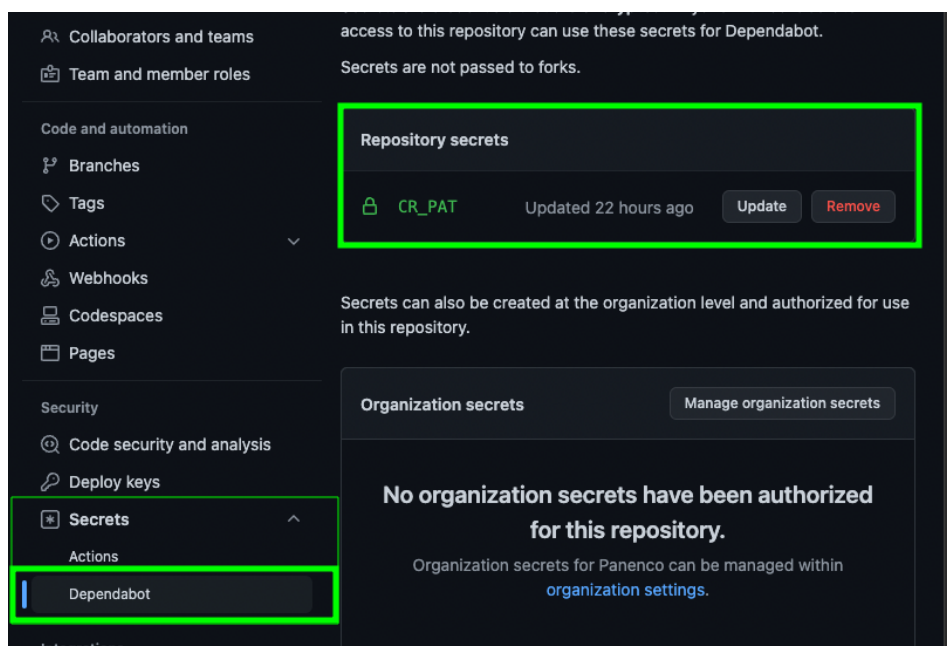 access to this repository can use these secrets for Dependabot.
Secrets are not passed to forks.
Collaborators and teams
Team and member roles
Code and automation
Branches
Tags
Actions
Webhooks
Codespaces
Pages
Security
Code security and analysis
Deploy keys
Secrets
Actions
Dependabot
Repository secrets
CR_PAT Updated 22 hours ago Update Remove
Secrets can also be created at the organization level and authorized for use
in this repository.
Organization secrets Manage organization secrets
No organization secrets have been authorized
for this repository.
Organization secrets for Panenco can be managed within
organization settings.